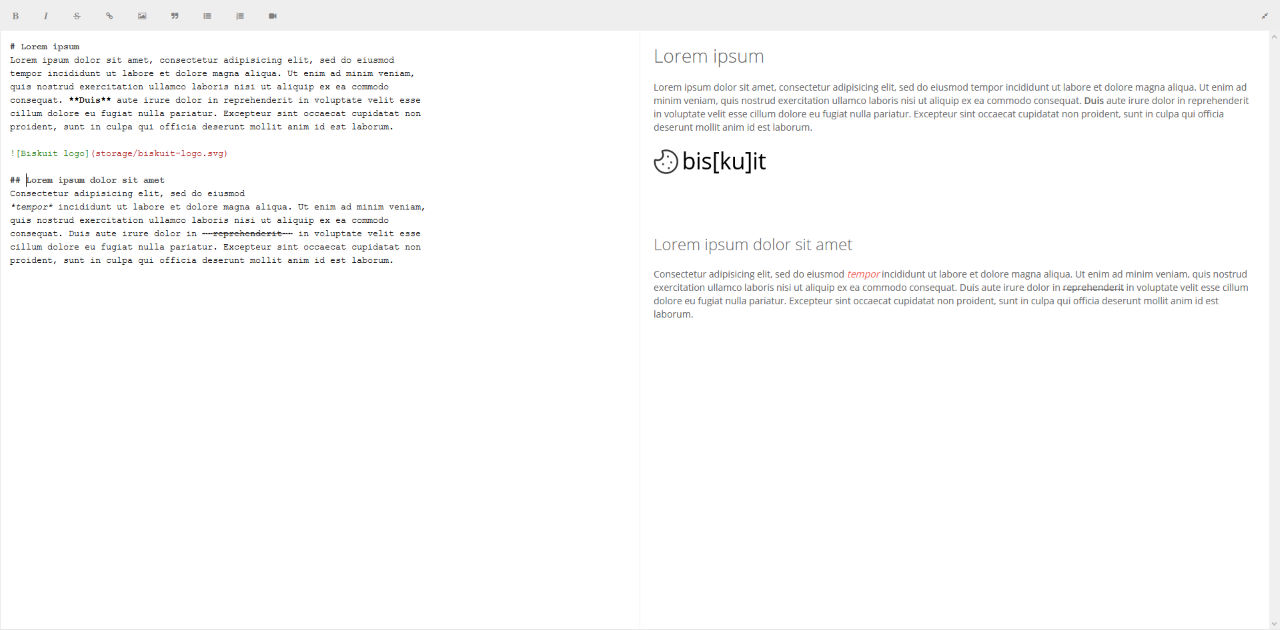 B I S
# Lorem ipsum
Lorem ipsum dolor sit amet, consectetur adipisicing elit, sed do eiusmod
tempor incididunt ut labore et dolore magna aliqua. Ut enim ad minim veniam,
quis nostrud exercitation ullamco laboris nisi ut aliquip ex ea commodo
consequat. **Duis** aute irure dolor in reprehenderit in voluptate velit esse
cillum dolore eu fugiat nulla pariatur. Excepteur sint occaecat cupidatat non
proident, sunt in culpa qui officia deserunt mollit anim id est laborum.
![Biskuit logo](storage/biskuit-logo.svg)
## Lorem ipsum dolor sit amet
Consectetur adipisicing elit, sed do eiusmod
*tempor* incididunt ut labore et dolore magna aliqua. Ut enim ad minim veniam,
quis nostrud exercitation ullamco laboris nisi ut aliquip ex ea commodo
consequat. Duis aute irure dolor in ~~reprehenderit~~ in voluptate velit esse
cillum dolore eu fugiat nulla pariatur. Excepteur sint occaecat cupidatat non
proident, sunt in culpa qui officia deserunt mollit anim id est laborum.
Lorem ipsum
Lorem ipsum dolor sit amet, consectetur adipisicing elit, sed do eiusmod tempor incididunt ut labore et dolore magna aliqua. Ut enim ad
minim veniam, quis nostrud exercitation ullamco laboris nisi ut aliquip ex ea commodo consequat. Duis aute irure dolor in reprehenderit
in voluptate velit esse cillum dolore eu fugiat nulla pariatur. Excepteur sint occaecat cupidatat non proident, sunt in culpa qui officia
deserunt mollit anim id est laborum.
bis[ku]it
Lorem ipsum dolor sit amet
Consectetur adipisicing elit, sed do eiusmod tempor incididunt ut labore et dolore magna aliqua. Ut enim ad minim veniam, quis nostrud
exercitation ullamco laboris nisi ut aliquip ex ea commodo consequat. Duis aute irure dolor in reprehenderit in voluptate velit esse cillum
dolore eu fugiat nulla pariatur. Excepteur sint occaecat cupidatat non proident, sunt in culpa qui officia deserunt mollit anim id est
laborum.